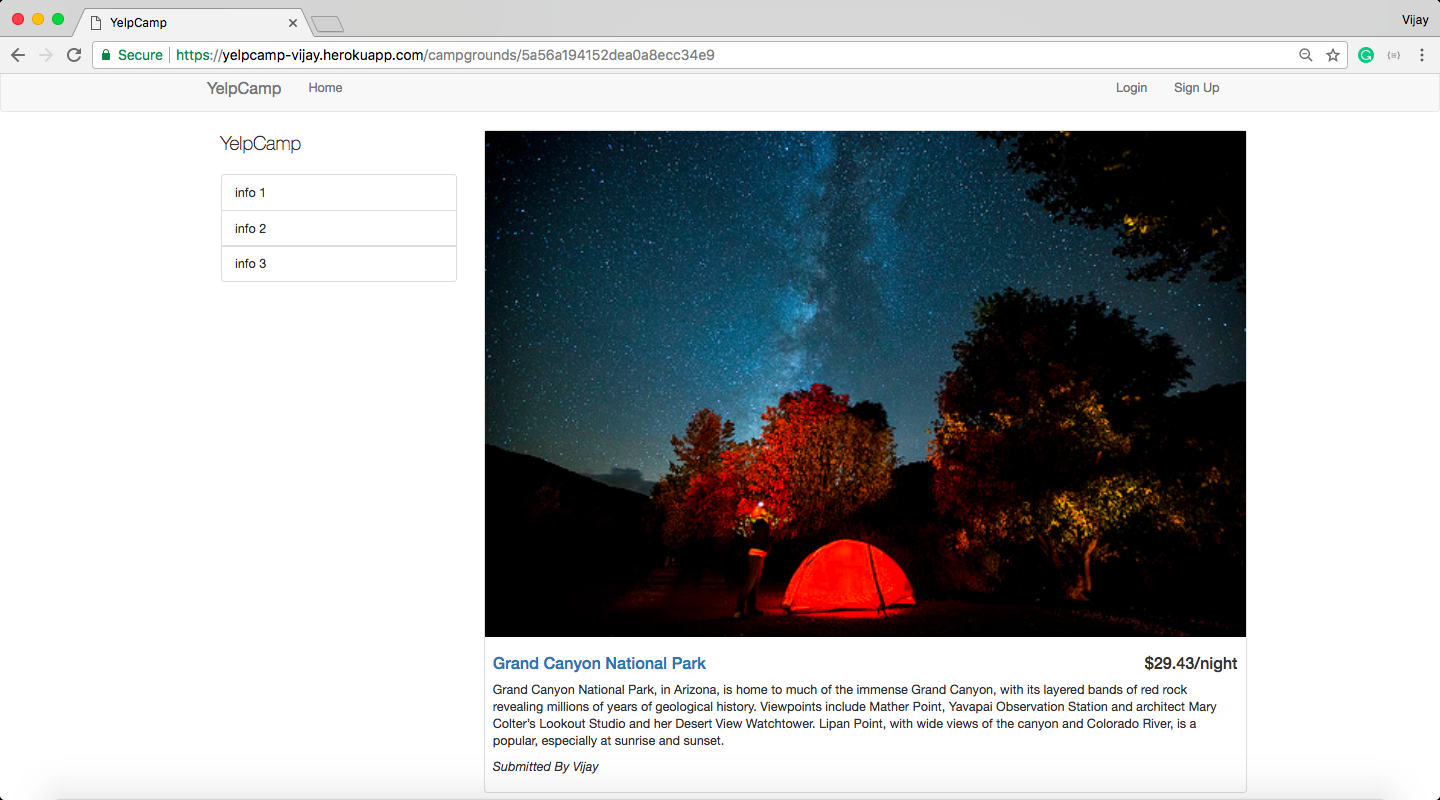 YelpCamp
Vijay
Secure https://yelpcamp-vijay.herokuapp.com/campgrounds/5a56a194152dea0a8ecc34e9
YelpCamp Home Login Sign Up
YelpCamp
info 1
info 2
info 3
Grand Canyon National Park $29.43/night
Grand Canyon National Park, in Arizona, is home to much of the immense Grand Canyon, with its layered bands of red rock
revealing millions of years of geological history. Viewpoints include Mather Point, Yavapai Observation Station and architect Mary
Colter's Lookout Studio and her Desert View Watchtower. Lipan Point, with wide views of the canyon and Colorado River, is a
popular, especially at sunrise and sunset.
Submitted By Vijay